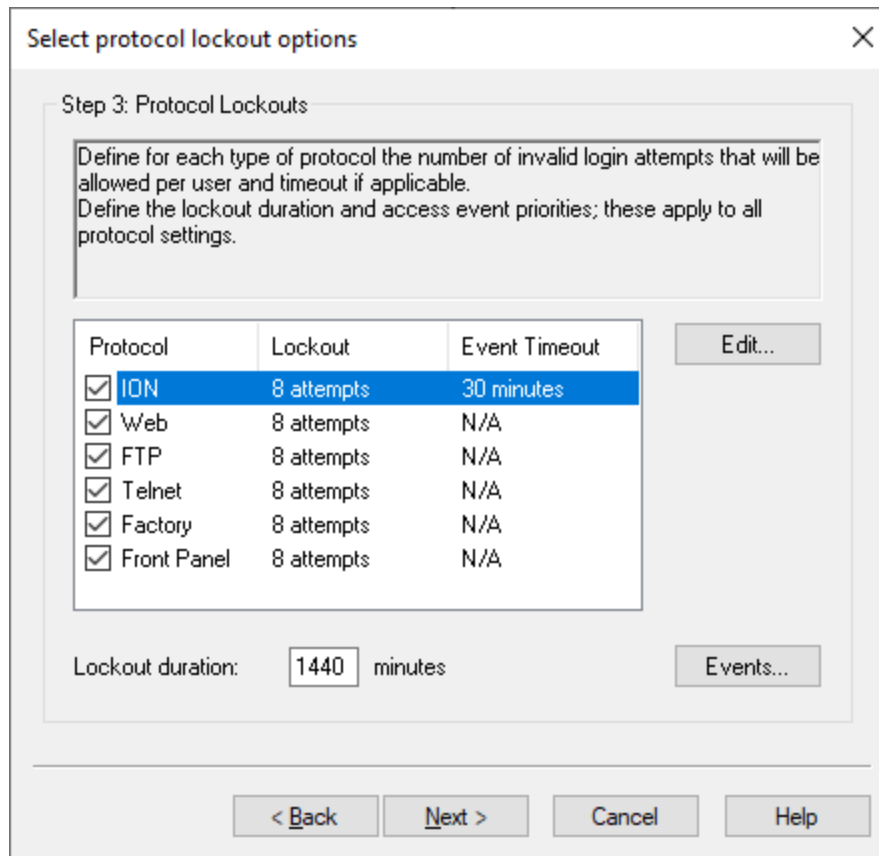 Select protocol lockout options
Step 3: Protocol Lockouts
Define for each type of protocol the number of invalid login attempts that will be
allowed per user and timeout if applicable.
Define the lockout duration and access event priorities; these apply to all
protocol settings.
Protocol Lockout Event Timeout Edit...
ION 8 attempts 30 minutes
Web 8 attempts N/A
FTP 8 attempts N/A
Telnet 8 attempts N/A
Factory 8 attempts N/A
Front Panel 8 attempts N/A
Lockout duration: 1440 minutes Events...
< Back Next > Cancel Help